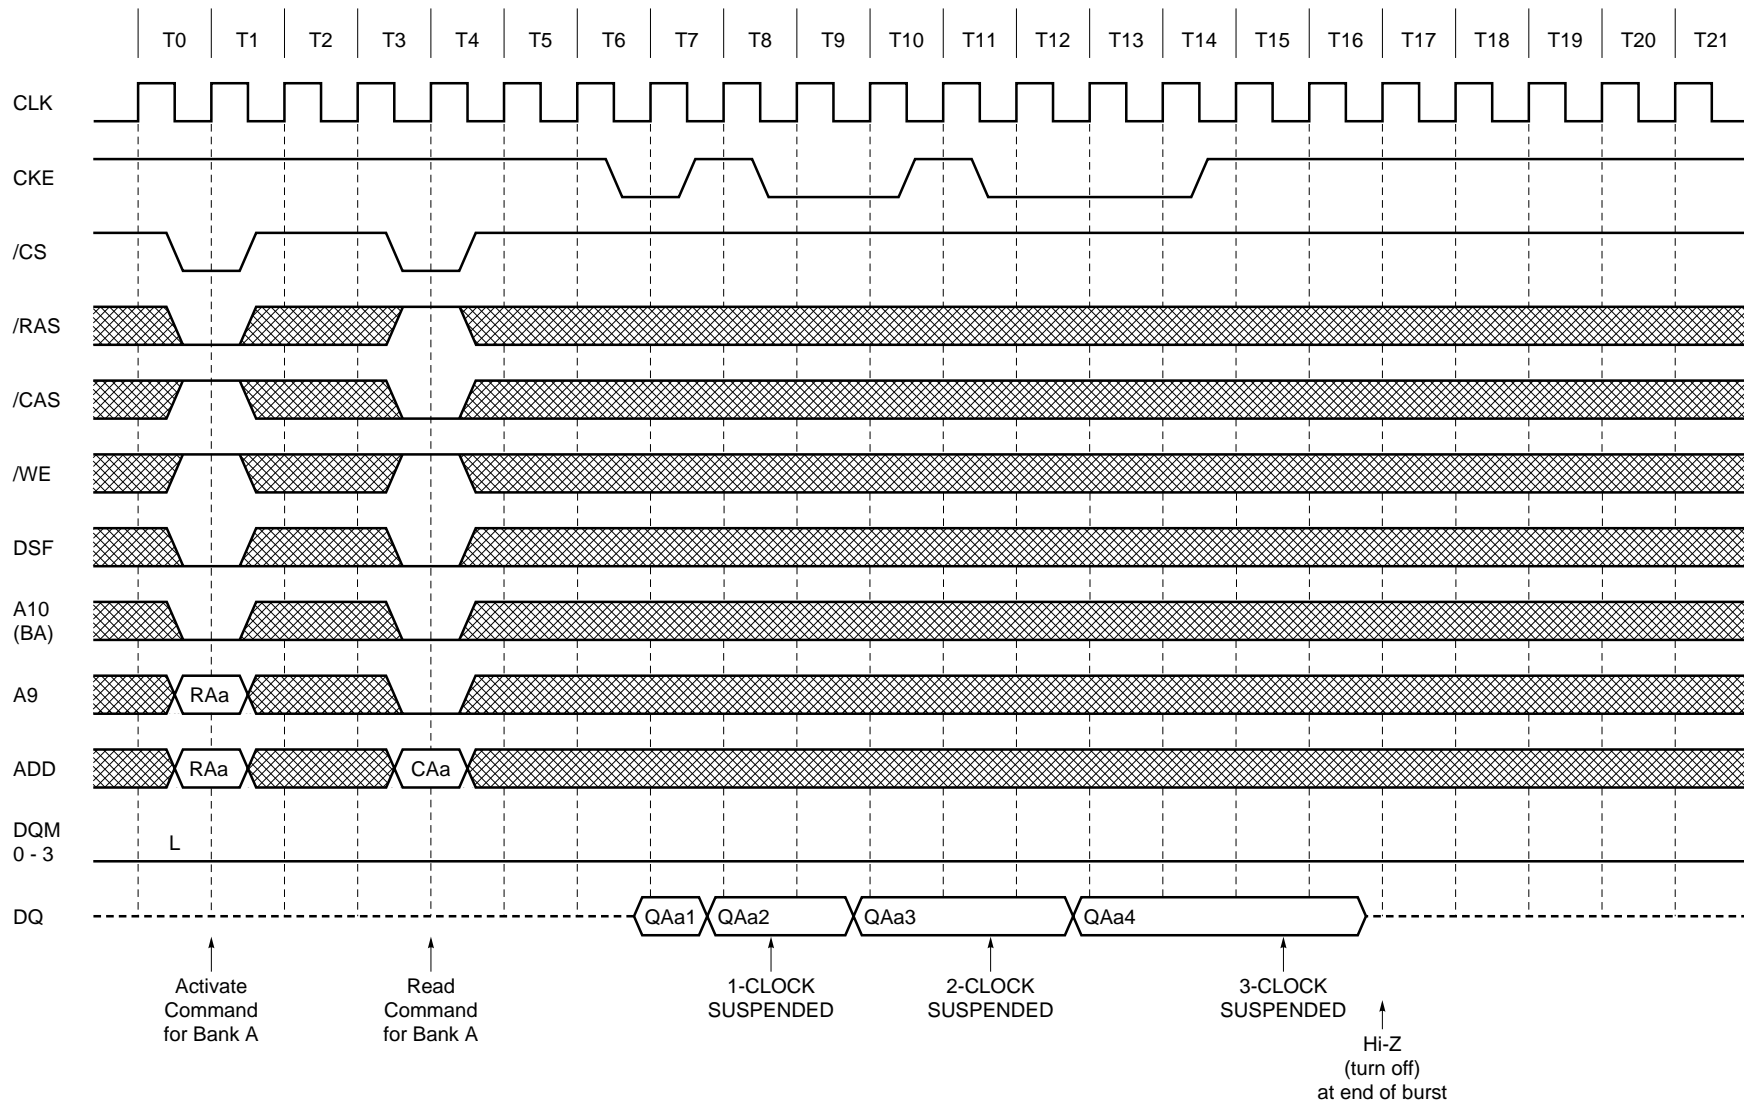 T0 T1 T2 T3 T4 T5 T6 T7 T8 T9 T10 T11 T12 T13 T14 T15 T16 T17 T18 T19 T20 T21
CLK
CKE
/CS
/RAS
/CAS
/WE
DSF
A10
(BA)
A9 RAa
ADD RAa CAa
DQM
0 - 3
L
DQ QAa1 QAa2 QAa3 QAa4
Activate
Command
for Bank A
Read
Command
for Bank A
1-CLOCK
SUSPENDED
2-CLOCK
SUSPENDED
3-CLOCK
SUSPENDED
Hi-Z
(turn off)
at end of burst